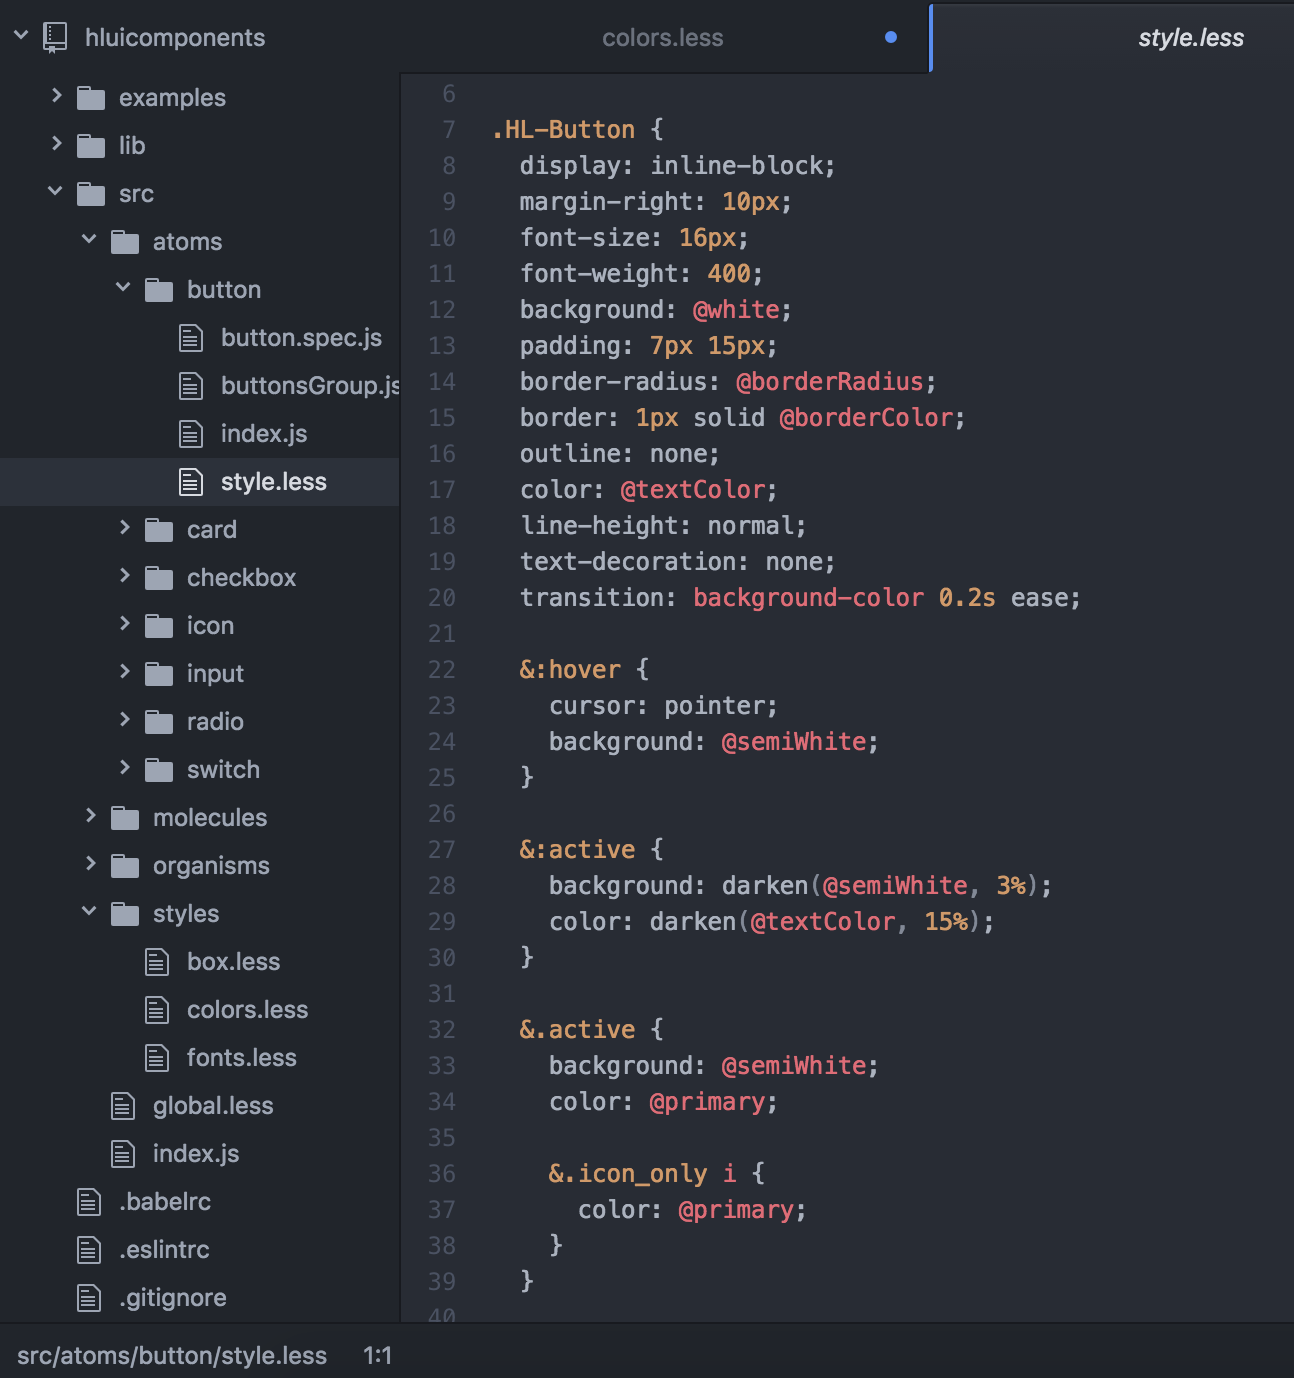 hluicomponents
examples
lib
src
atoms
button
button.spec.js
buttonsGroup.js
index.js
style.less
card
checkbox
icon
input
radio
switch
molecules
organisms
styles
box.less
colors.less
fonts.less
global.less
index.js
.babelrc
.eslintrc
.gitignore
colors.less
style.less
6
7 .HL-Button {
8 display: inline-block;
9 margin-right: 10px;
10 font-size: 16px;
11 font-weight: 400;
12 background: @white;
13 padding: 7px 15px;
14 border-radius: @borderRadius;
15 border: 1px solid @borderColor;
16 outline: none;
17 color: @textColor;
18 line-height: normal;
19 text-decoration: none;
20 transition: background-color 0.2s ease;
21
22 &:hover {
23 cursor: pointer;
24 background: @semiWhite;
25 }
26
27 &:active {
28 background: darken(@semiWhite, 3%);
29 color: darken(@textColor, 15%);
30 }
31
32 &.active {
33 background: @semiWhite;
34 color: @primary;
35
36 &.icon_only i {
37 color: @primary;
38 }
39 }
40
src/atoms/button/style.less 1:1